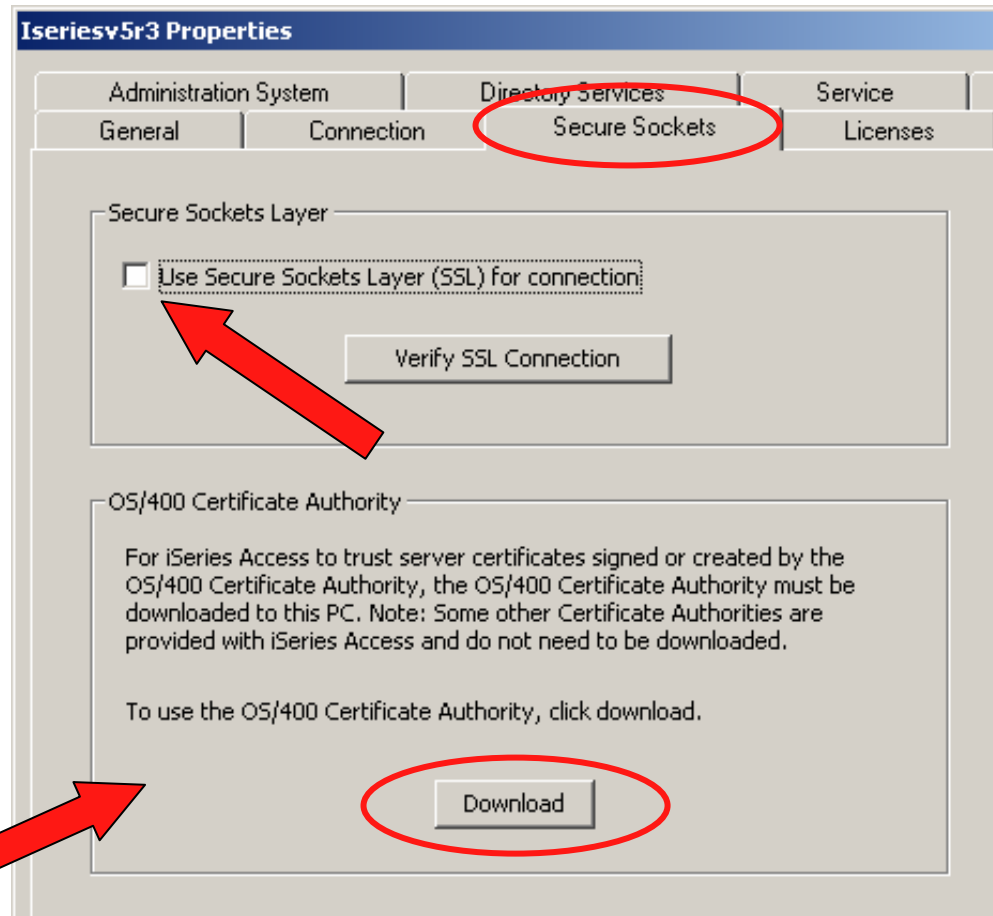 Iseriesv5r3 Properties
Administration System Directory Services Service
General Connection Secure Sockets Licenses
Secure Sockets Layer
Use Secure Sockets Layer (SSL) for connection
Verify SSL Connection
OS/400 Certificate Authority
For iSeries Access to trust server certificates signed or created by the
OS/400 Certificate Authority, the OS/400 Certificate Authority must be
downloaded to this PC. Note: Some other Certificate Authorities are
provided with iSeries Access and do not need to be downloaded.
To use the OS/400 Certificate Authority, click download.
Download